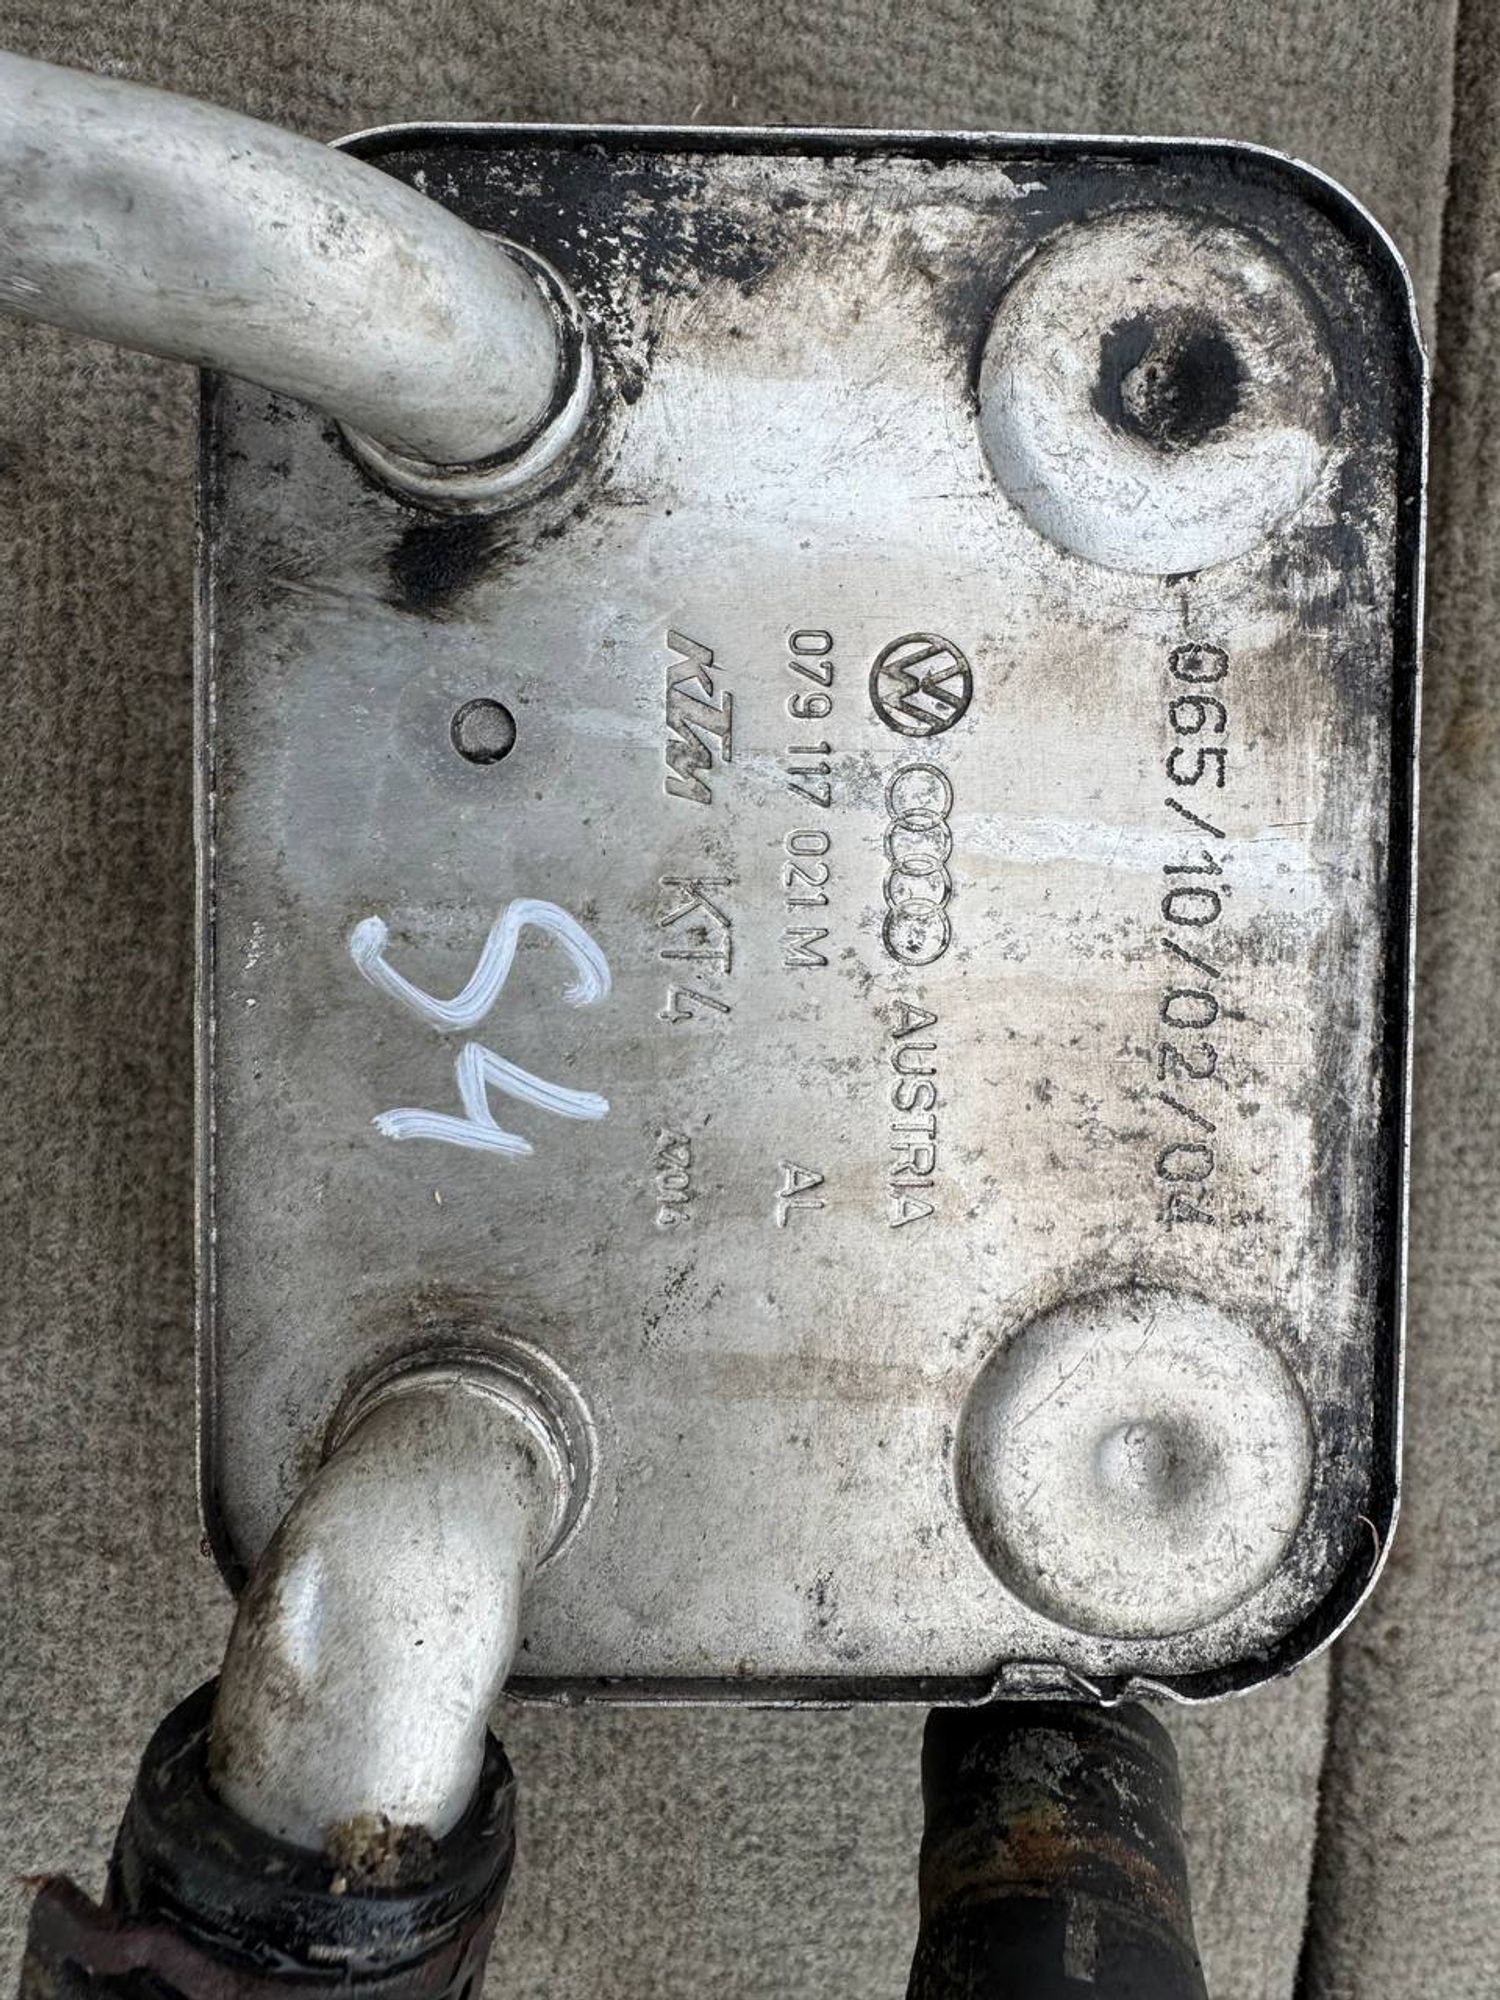 -065/10/02/04
AUSTRIA
079 117 021 M AL
KTM KT4
S4